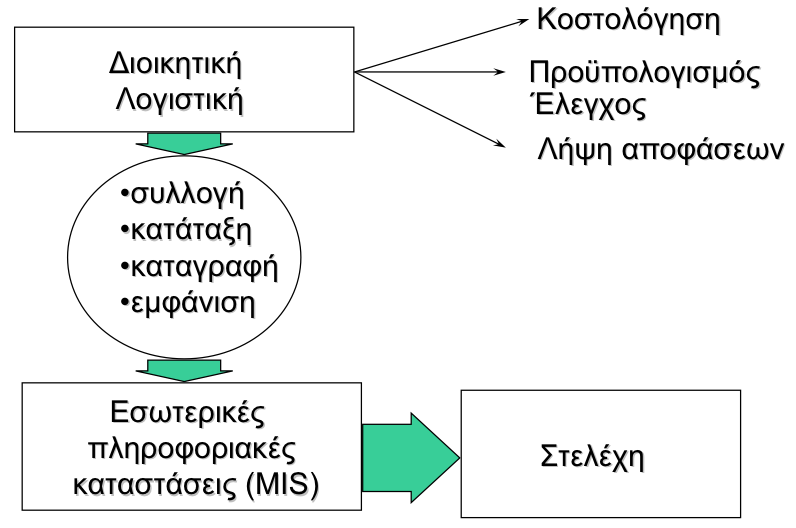 Διοικητική
Λογιστική
Κοστολόγηση
Προϋπολογισμός
Έλεγχος
Λήψη αποφάσεων
•συλλογή
•κατάταξη
•καταγραφή
•εμφάνιση
Εσωτερικές
πληροφοριακές
καταστάσεις (MIS)
Στελέχη